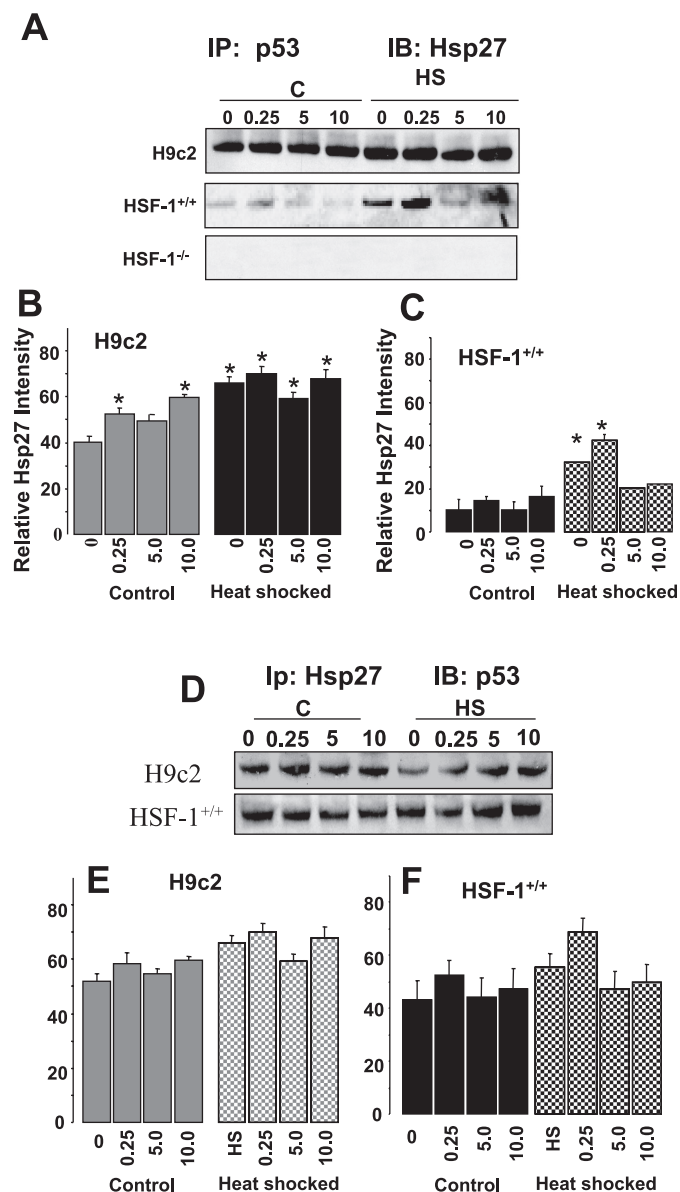 A
IP: p53 IB: Hsp27
C HS
0 0.25 5 10 0 0.25 5 10
H9c2
HSF-1+/+
HSF-1-/-
B
H9c2
Relative Hsp27 Intensity
80
60
40
20
0
* * * * * *
0 0.25 5.0 10.0 0 0.25 5.0 10.0
Control Heat shocked
C
HSF-1+/+
Relative Hsp27 Intensity
80
60
40
20
0
* *
0 0.25 5.0 10.0 0 0.25 5.0 10.0
Control Heat shocked
D
Ip: Hsp27 IB: p53
C HS
0 0.25 5 10 0 0.25 5 10
H9c2
HSF-1+/+
E
H9c2
80
60
40
20
0
0 0.25 5.0 10.0 HS 0.25 5.0 10.0
Control Heat shocked
F
HSF-1+/+
80
60
40
20
0
0 0.25 5.0 10.0 HS 0.25 5.0 10.0
Control Heat shocked